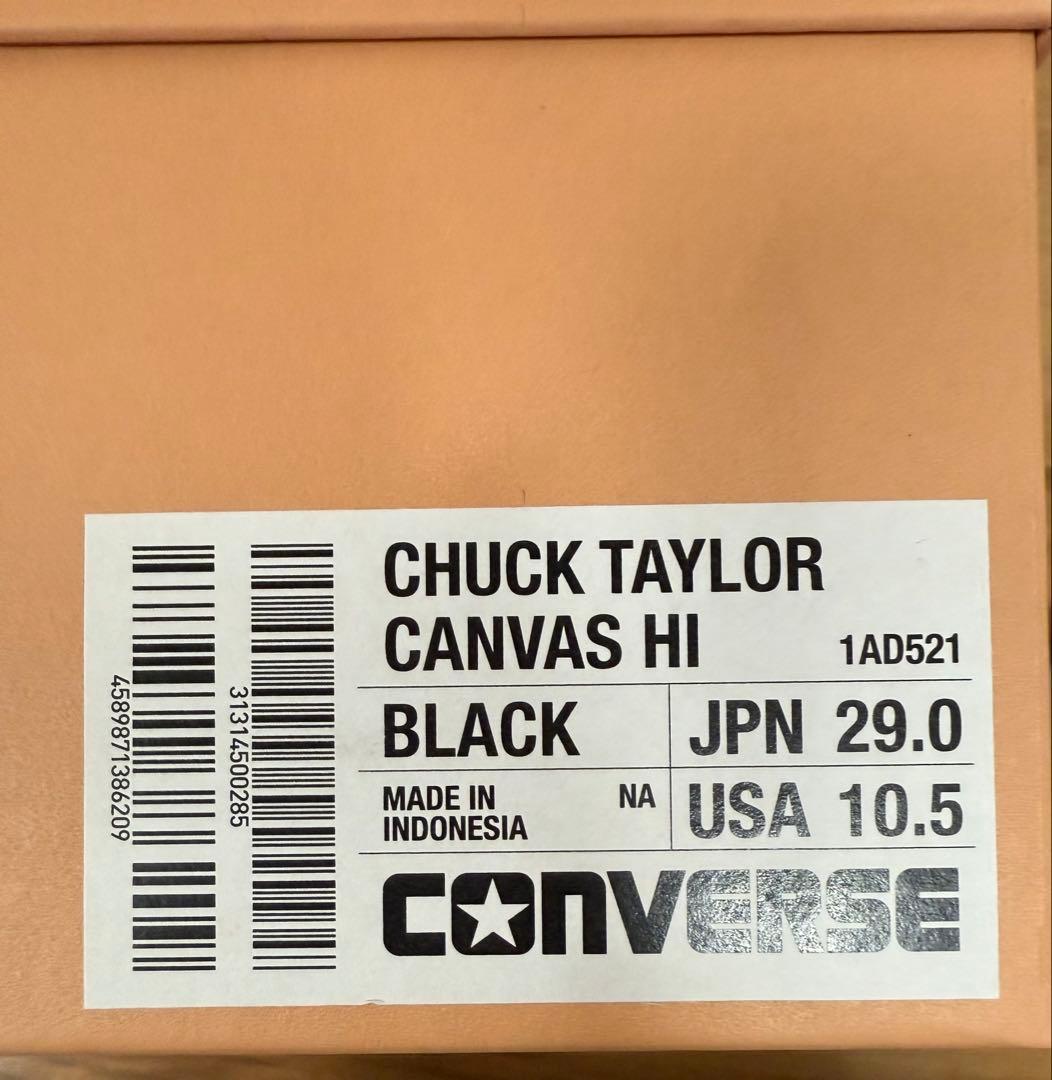 CHUCK TAYLOR
CANVAS HI
1AD521
BLACK
JPN 29.0
MADE IN
INDONESIA
NA
USA 10.5
CONVERSE
4589871386209
31314500285